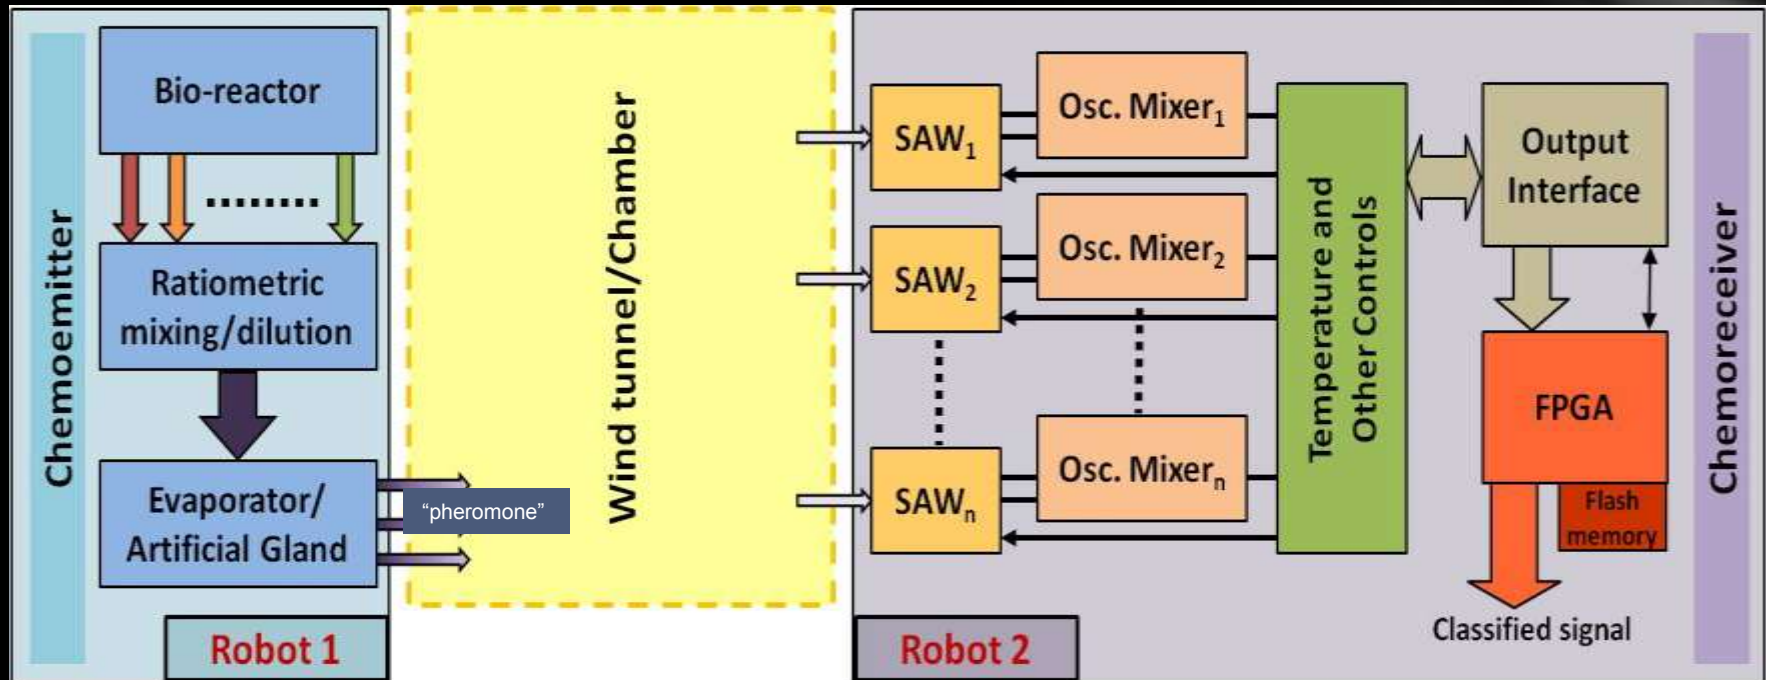 Chemoemitter
Bio-reactor
Ratiometric
mixing/dilution
Evaporator/
Artificial Gland
Robot 1
“pheromone”
Wind tunnel/Chamber
SAW₁
Osc. Mixer₁
SAW₂
Osc. Mixer₂
SAWₙ
Osc. Mixerₙ
Temperature and
Other Controls
Output
Interface
FPGA
Flash
memory
Classified signal
Robot 2
Chemoreceiver